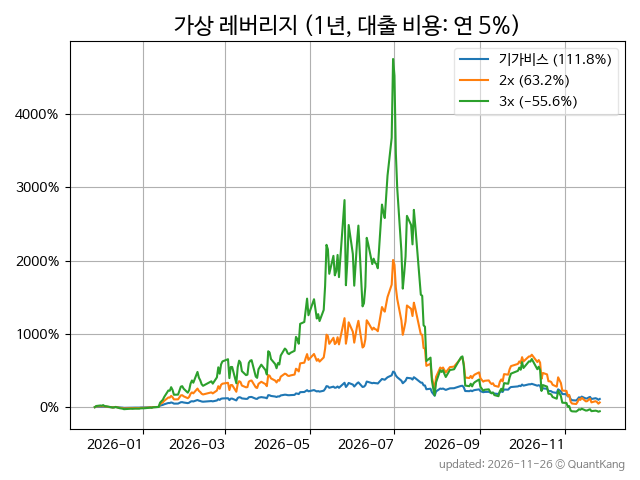 가상 레버리지 (1년, 대출 비용: 연 5%)
기가비스 (111.8%)
2x (63.2%)
3x (−55.6%)
4000%
3000%
2000%
1000%
0%
2026-01 2026-03 2026-05 2026-07 2026-09 2026-11
updated: 2026-11-26 © QuantKang